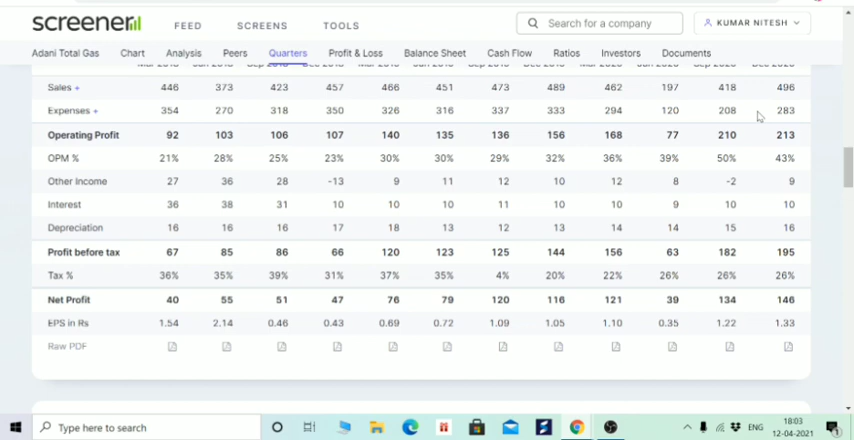 screener
FEED SCREENS TOOLS
Search for a company
KUMAR NITESH
Adani Total Gas Chart Analysis Peers Quarters Profit & Loss Balance Sheet Cash Flow Ratios Investors Documents
Sales + 446 373 423 457 466 451 473 489 462 197 418 496
Expenses + 354 270 318 350 326 316 337 333 294 120 208 283
Operating Profit 92 103 106 107 140 135 136 156 168 77 210 213
OPM % 21% 28% 25% 23% 30% 30% 29% 32% 36% 39% 50% 43%
Other Income 27 36 28 -13 9 11 12 10 12 8 -2 9
Interest 36 38 31 10 10 10 11 10 10 9 10 10
Depreciation 16 16 16 17 18 13 12 13 14 14 15 16
Profit before tax 67 85 86 66 120 123 125 144 156 63 182 195
Tax % 36% 35% 39% 31% 37% 35% 4% 20% 22% 26% 26% 26%
Net Profit 40 55 51 47 76 79 120 116 121 39 134 146
EPS in Rs 1.54 2.14 0.46 0.43 0.69 0.72 1.09 1.05 1.10 0.35 1.22 1.33
Raw PDF
Type here to search
ENG
18:03
12-04-2021